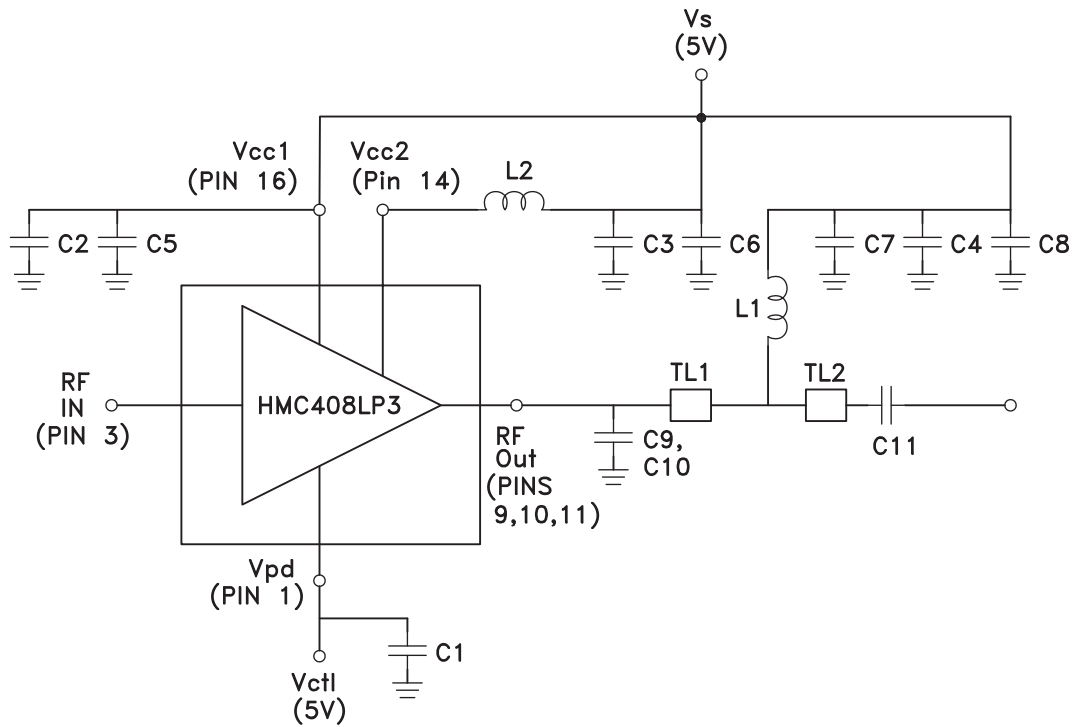 Vs
(5V)
Vcc1
(PIN 16)
Vcc2
(Pin 14)
L2
C2
C5
C3
C6
C7
C4
C8
L1
RF
IN
(PIN 3)
HMC408LP3
TL1
TL2
RF
Out
(PINS
9,10,11)
C9,
C10
C11
Vpd
(PIN 1)
C1
Vctl
(5V)